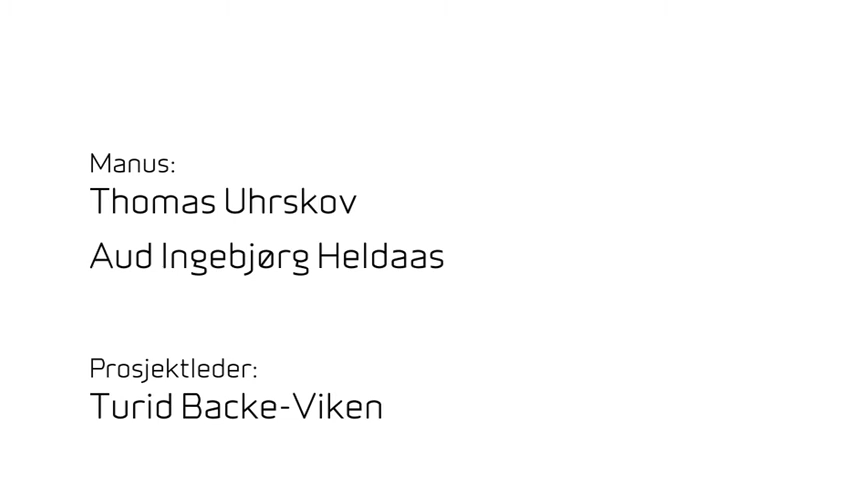 Manus:
Thomas Uhrskov
Aud Ingebjørg Heldaas
Prosjektleder:
Turid Backe-Viken